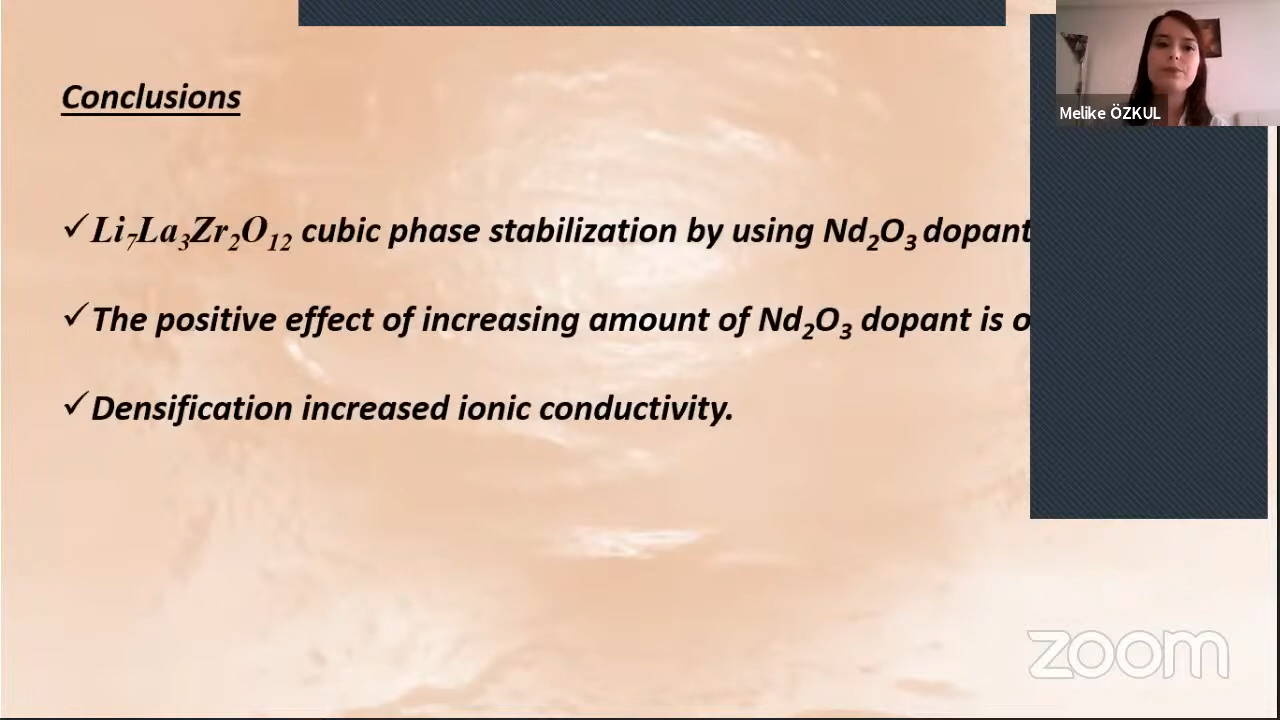 Conclusions
Melike ÖZKUL
✓Li₇La₃Zr₂O₁₂ cubic phase stabilization by using Nd₂O₃ dopant
✓The positive effect of increasing amount of Nd₂O₃ dopant is
✓Densification increased ionic conductivity.
zoom